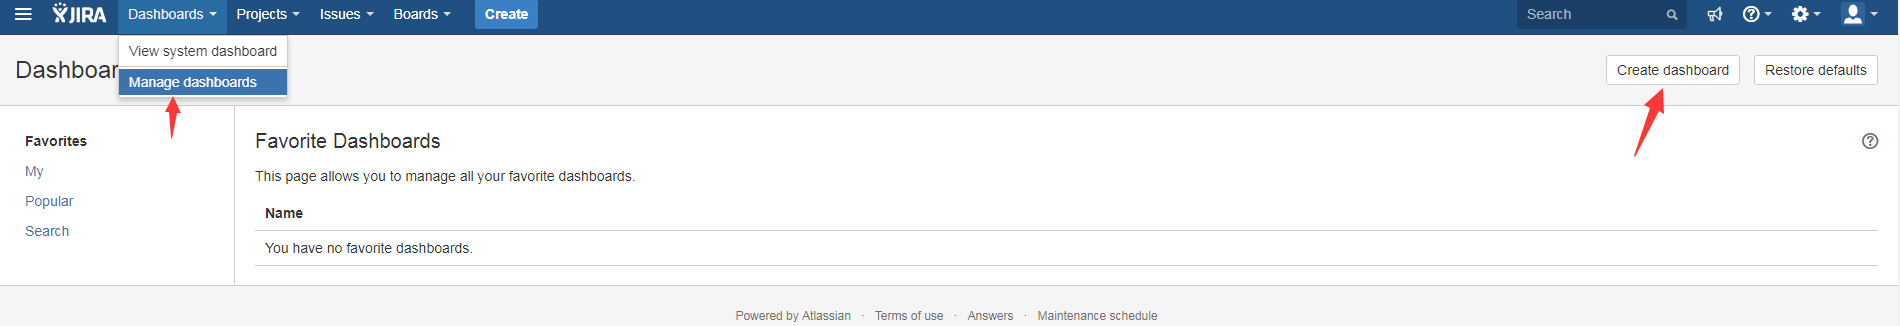 JIRA Dashboards Projects Issues Boards Create Search
View system dashboard
Dashboar
Manage dashboards
Create dashboard Restore defaults
Favorites
My
Popular
Search
Favorite Dashboards
This page allows you to manage all your favorite dashboards.
Name
You have no favorite dashboards.
Powered by Atlassian · Terms of use · Answers · Maintenance schedule